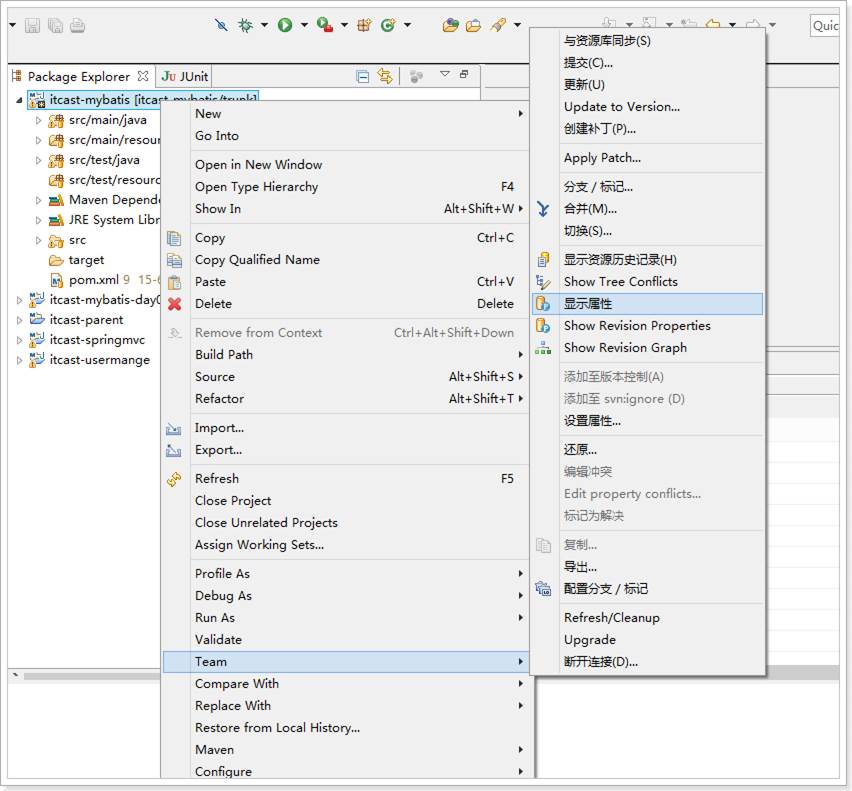 Quic
Package Explorer
JUnit
itcast-mybatis [itcast-mybatis/trunk]
src/main/java
src/main/resour
src/test/java
src/test/resourc
Maven Depende
JRE System Libr
src
target
pom.xml 9 15-6
itcast-mybatis-day0
itcast-parent
itcast-springmvc
itcast-usermange
New
Go Into
Open in New Window
Open Type Hierarchy F4
Show In Alt+Shift+W
Copy Ctrl+C
Copy Qualified Name
Paste Ctrl+V
Delete Delete
Remove from Context Ctrl+Alt+Shift+Down
Build Path
Source Alt+Shift+S
Refactor Alt+Shift+T
Import...
Export...
Refresh F5
Close Project
Close Unrelated Projects
Assign Working Sets...
Profile As
Debug As
Run As
Validate
Team
Compare With
Replace With
Restore from Local History...
Maven
Configure
与资源库同步(S)
提交(C)...
更新(U)
Update to Version...
创建补丁(P)...
Apply Patch...
分支 / 标记...
合并(M)...
切换(S)...
显示资源历史记录(H)
Show Tree Conflicts
显示属性
Show Revision Properties
Show Revision Graph
添加至版本控制(A)
添加至 svn:ignore (D)
设置属性...
还原...
编辑冲突
Edit property conflicts...
标记为解决
复制...
导出...
配置分支 / 标记
Refresh/Cleanup
Upgrade
断开连接(D)...